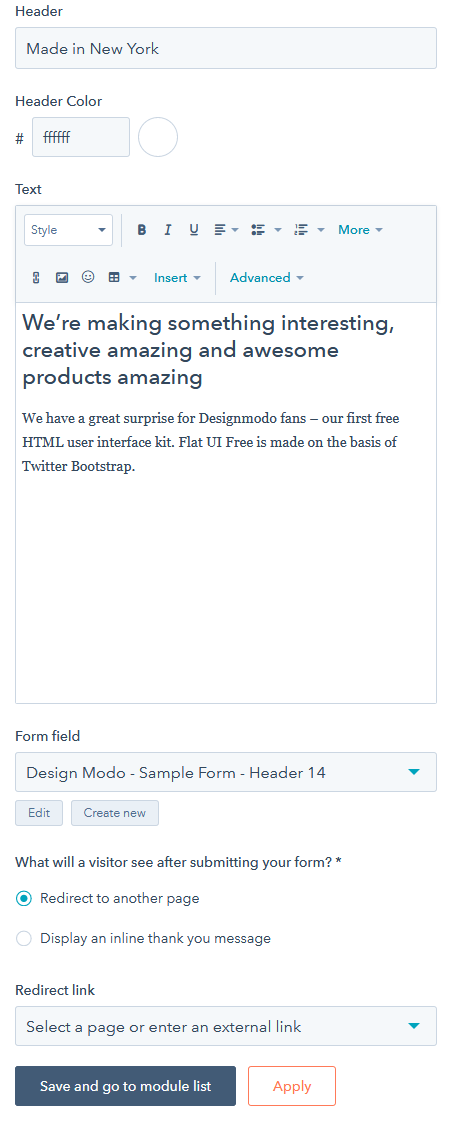 Header
Made in New York
Header Color
# ffffff
Text
Style B I U More
Insert Advanced
We’re making something interesting,
creative amazing and awesome
products amazing
We have a great surprise for Designmodo fans – our first free
HTML user interface kit. Flat UI Free is made on the basis of
Twitter Bootstrap.
Form field
Design Modo - Sample Form - Header 14
Edit Create new
What will a visitor see after submitting your form? *
Redirect to another page
Display an inline thank you message
Redirect link
Select a page or enter an external link
Save and go to module list Apply